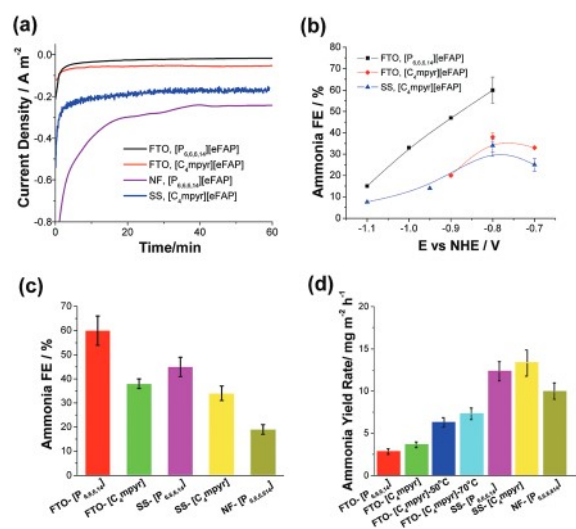 (a)
Current Density / A m⁻²
0.0
-0.2
-0.4
-0.6
-0.8
FTO, [P₆,₆,₆,₁₄][eFAP]
FTO, [C₄mpyr][eFAP]
NF, [P₆,₆,₆,₁₄][eFAP]
SS, [C₄mpyr][eFAP]
0 20 40 60
Time/min
(b)
Ammonia FE / %
90
80
70
60
50
40
30
20
10
0
FTO, [P₆,₆,₆,₁₄][eFAP]
FTO, [C₄mpyr][eFAP]
SS, [C₄mpyr][eFAP]
-1.1 -1.0 -0.9 -0.8 -0.7
E vs NHE / V
(c)
Ammonia FE / %
70
60
50
40
30
20
10
0
FTO- [P₆,₆,₆,₁₄]
FTO- [C₄mpyr]
SS- [P₆,₆,₆,₁₄]
SS- [C₄mpyr]
NF- [P₆,₆,₆,₁₄]
(d)
Ammonia Yield Rate/ mg m⁻² h⁻¹
20
15
10
5
0
FTO- [P₆,₆,₆,₁₄]
FTO- [C₄mpyr]
FTO- [C₄mpyr]-50°C
FTO- [C₄mpyr]-70°C
SS- [P₆,₆,₆,₁₄]
SS- [C₄mpyr]